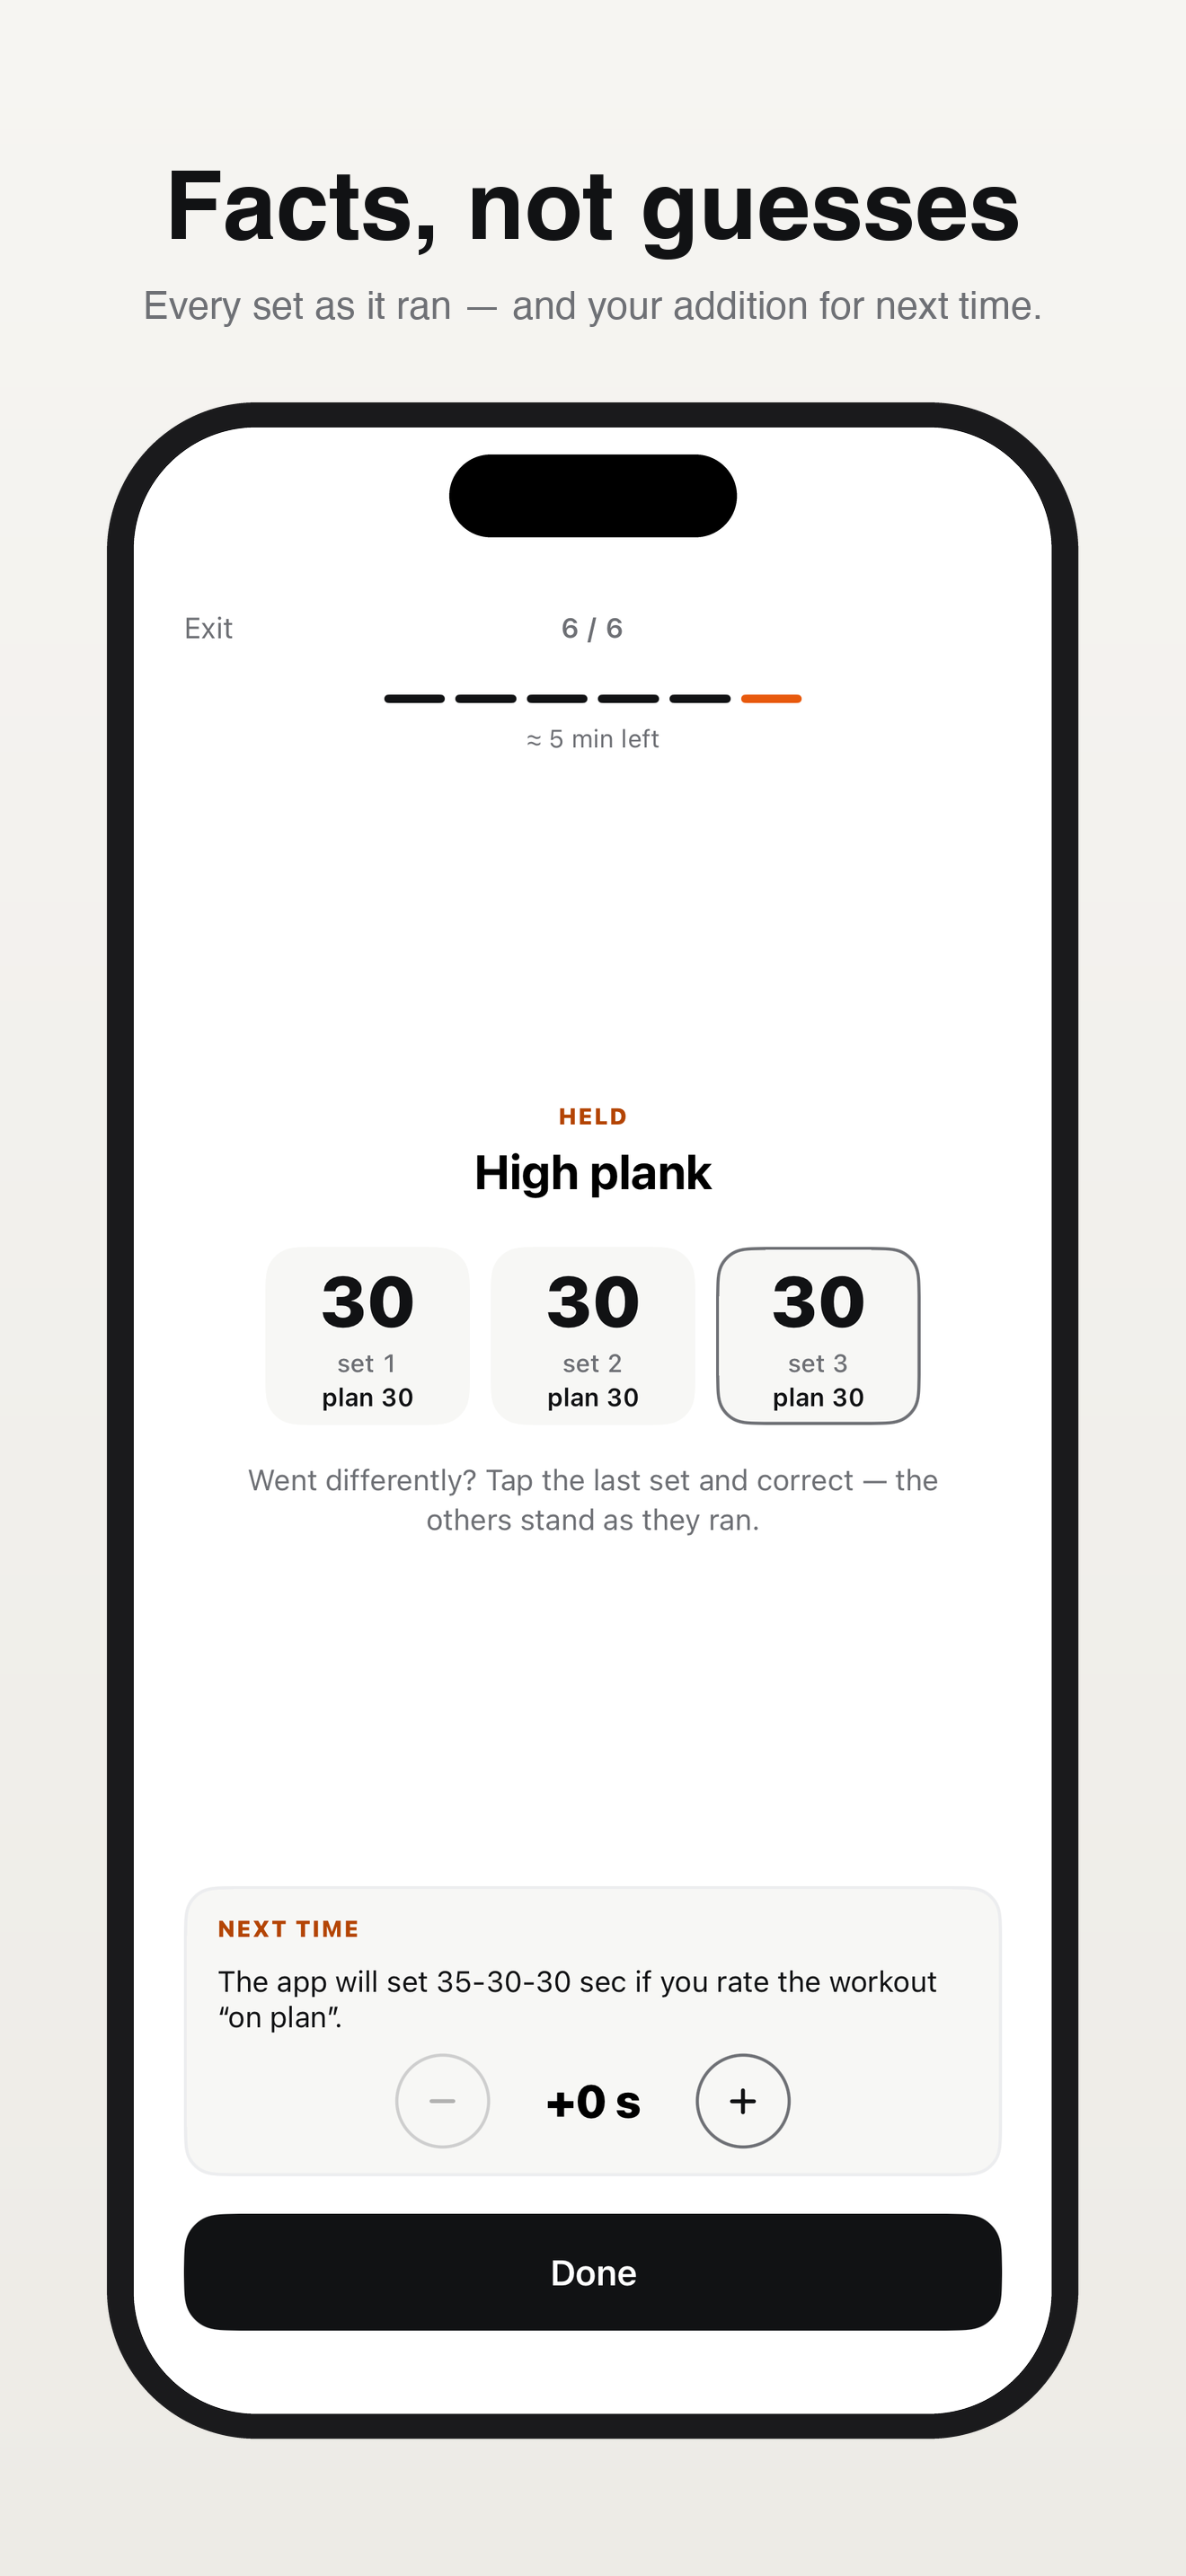 Facts, not guesses
Every set as it ran — and your addition for next time.
Exit
6 / 6
≈ 5 min left
HELD
High plank
30
set 1
plan 30
30
set 2
plan 30
30
set 3
plan 30
Went differently? Tap the last set and correct — the
others stand as they ran.
NEXT TIME
The app will set 35-30-30 sec if you rate the workout
“on plan”.
− +0 s +
Done